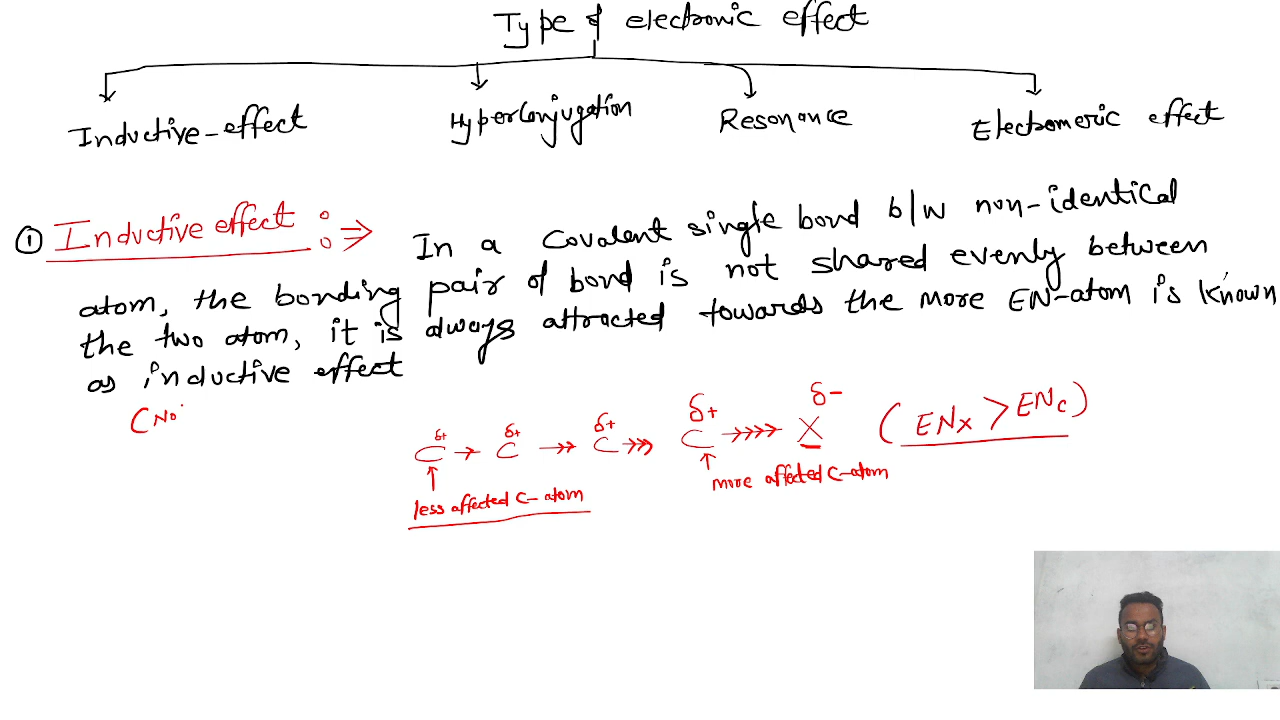 Type of electronic effect
Inductive-effect Hyperconjugation Resonance Electromeric effect
① Inductive effect :⇒ In a Covalent single bond b/w non-identical
atom, the bonding pair of bond is not shared evenly between
the two atom, it is always attracted towards the more EN-atom is known
as inductive effect
(No.
δ+ δ+ δ+ δ+ δ-
C → C →→ C →→→ C →→→→ X (ENx > ENc)
↑ ↑
less affected C-atom more affected C-atom